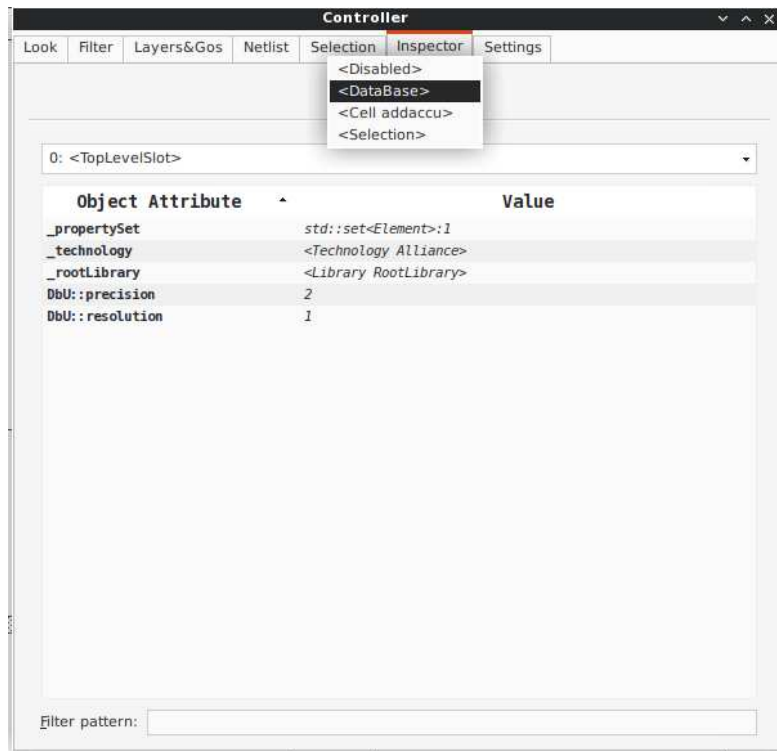 Controller
Look Filter Layers&Gos Netlist Selection Inspector Settings
<Disabled>
<DataBase>
<Cell addaccu>
<Selection>
0: <TopLevelSlot>
Object Attribute Value
_propertySet std::set<Element>:1
_technology <Technology Alliance>
_rootLibrary <Library RootLibrary>
DbU::precision 2
DbU::resolution 1
Filter pattern: